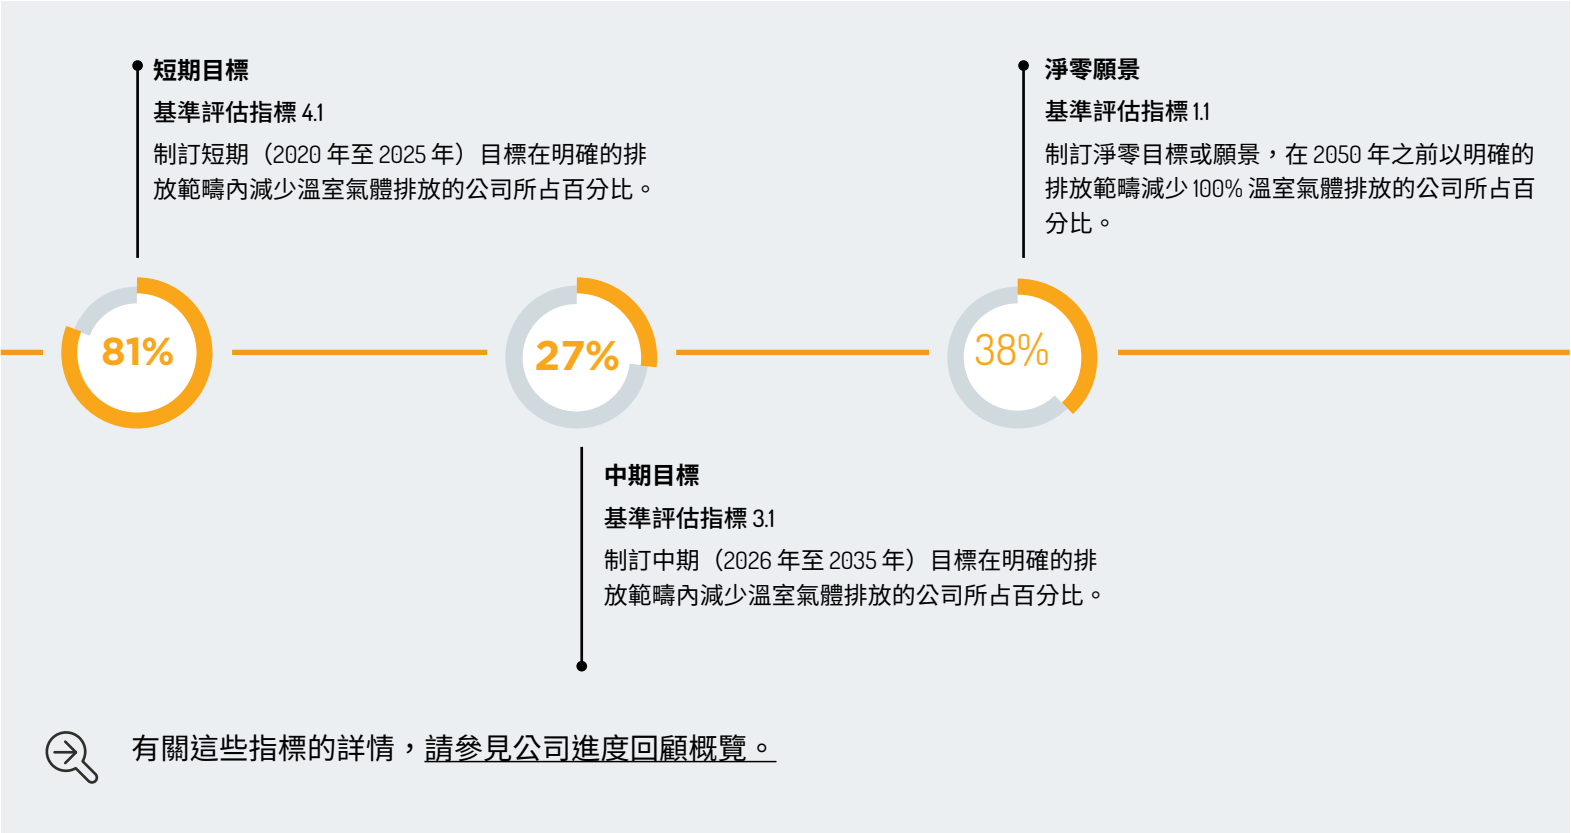 短期目標
基準評估指標 4.1
制訂短期（2020 年至 2025 年）目標在明確的排
放範疇內減少溫室氣體排放的公司所占百分比。
81%
27%
中期目標
基準評估指標 3.1
制訂中期（2026 年至 2035 年）目標在明確的排
放範疇內減少溫室氣體排放的公司所占百分比。
淨零願景
基準評估指標 1.1
制訂淨零目標或願景，在 2050 年之前以明確的
排放範疇減少 100% 溫室氣體排放的公司所占百
分比。
38%
有關這些指標的詳情，請參見公司進度回顧概覽。